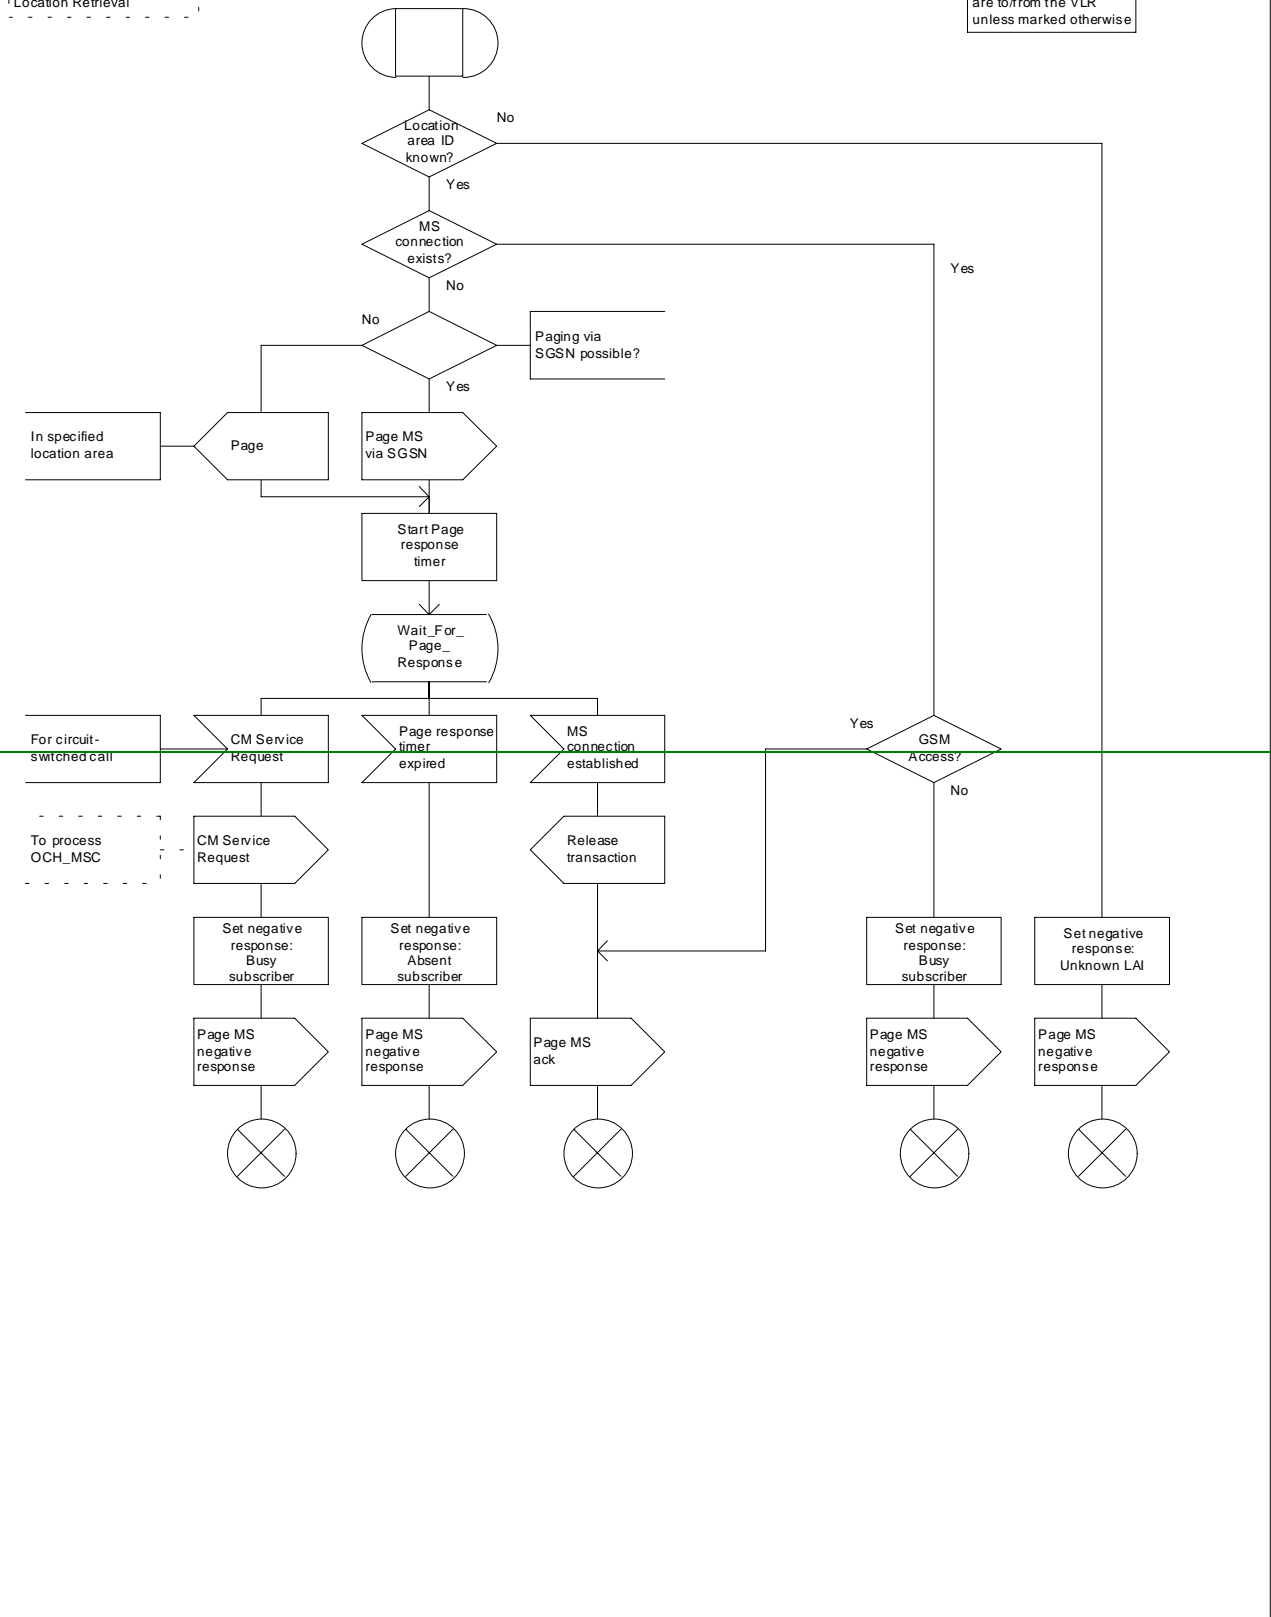 Location Retrieval
are to/from the VLR
unless marked otherwise
Location
area ID
known?
No
Yes
MS
connection
exists?
Yes
No
No
Paging via
SGSN possible?
Yes
In specified
location area
Page
Page MS
via SGSN
Start Page
response
timer
Wait_For_
Page_
Response
For circuit-
switched call
CM Service
Request
Page response
timer
expired
MS
connection
established
Yes
GSM
Access?
No
To process
OCH_MSC
CM Service
Request
Release
transaction
Set negative
response:
Busy
subscriber
Set negative
response:
Absent
subscriber
Set negative
response:
Busy
subscriber
Set negative
response:
Unknown LAI
Page MS
negative
response
Page MS
negative
response
Page MS
ack
Page MS
negative
response
Page MS
negative
response